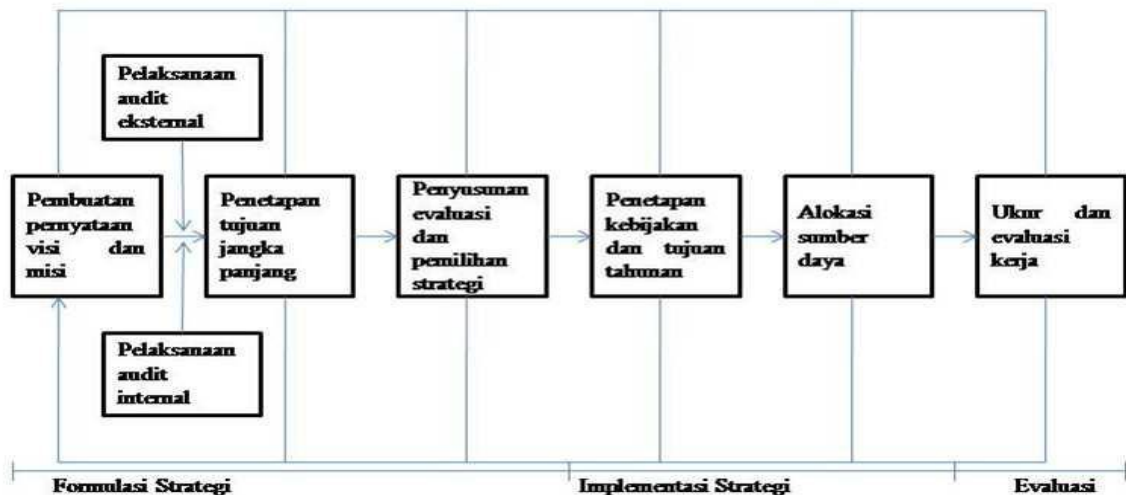 Pelaksanaan
audit
eksternal
Pembuatan
pernyataan
visi dan
misi
Penetapan
tujuan
jangka
panjang
Penyusunan
evaluasi
dan
pemilihan
strategi
Penetapan
kebijakan
dan tujuan
tahunan
Alokasi
sumber
daya
Ukur dan
evaluasi
kerja
Pelaksanaan
audit
internal
Formulasi Strategi
Implementasi Strategi
Evaluasi